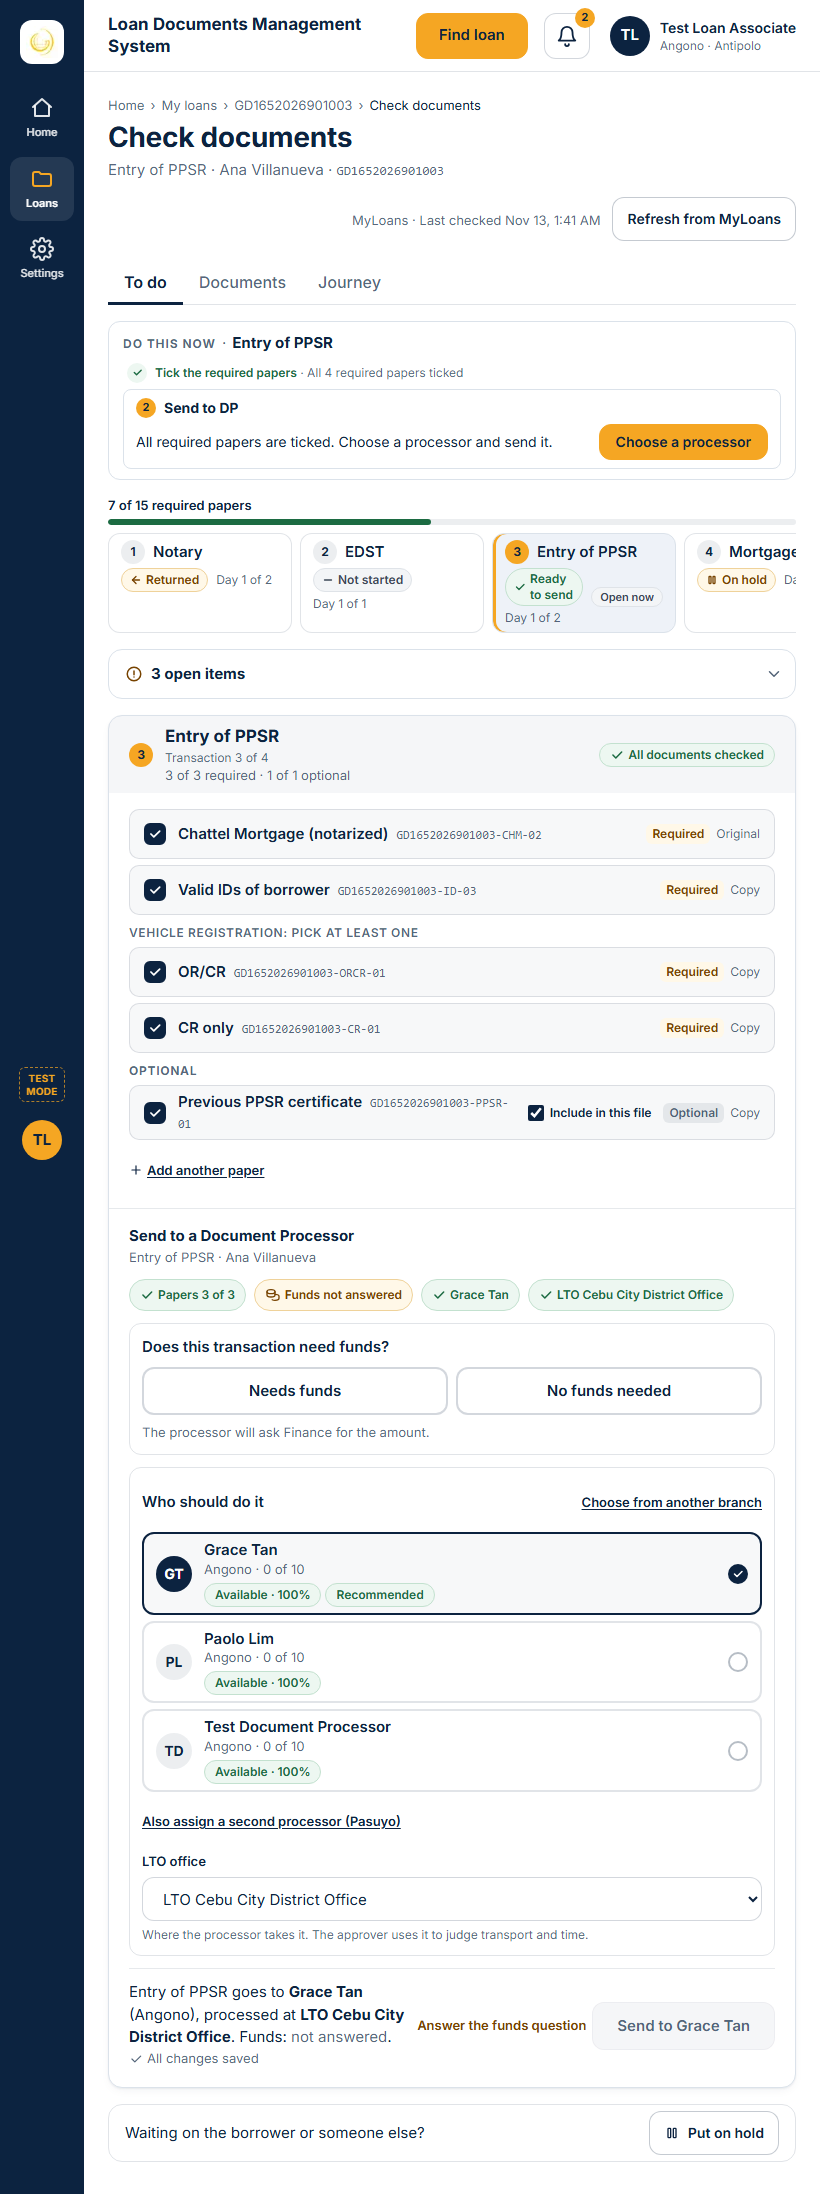 Loan Documents Management System
Find loan
2
TL
Test Loan Associate
Angono · Antipolo
Home
Loans
Settings
TEST MODE
TL
Home › My loans › GD1652026901003 › Check documents
Check documents
Entry of PPSR · Ana Villanueva · GD1652026901003
MyLoans · Last checked Nov 13, 1:41 AM
Refresh from MyLoans
To do
Documents
Journey
DO THIS NOW · Entry of PPSR
Tick the required papers · All 4 required papers ticked
2 Send to DP
All required papers are ticked. Choose a processor and send it.
Choose a processor
7 of 15 required papers
1 Notary
Returned Day 1 of 2
2 EDST
Not started
Day 1 of 1
3 Entry of PPSR
Ready to send
Open now
Day 1 of 2
4 Mortgage
On hold Da
3 open items
3
Entry of PPSR
Transaction 3 of 4
3 of 3 required · 1 of 1 optional
All documents checked
Chattel Mortgage (notarized) GD1652026901003-CHM-02 Required Original
Valid IDs of borrower GD1652026901003-ID-03 Required Copy
VEHICLE REGISTRATION: PICK AT LEAST ONE
OR/CR GD1652026901003-ORCR-01 Required Copy
CR only GD1652026901003-CR-01 Required Copy
OPTIONAL
Previous PPSR certificate GD1652026901003-PPSR-01 Include in this file Optional Copy
+ Add another paper
Send to a Document Processor
Entry of PPSR · Ana Villanueva
Papers 3 of 3
Funds not answered
Grace Tan
LTO Cebu City District Office
Does this transaction need funds?
Needs funds
No funds needed
The processor will ask Finance for the amount.
Who should do it
Choose from another branch
GT
Grace Tan
Angono · 0 of 10
Available · 100%
Recommended
PL
Paolo Lim
Angono · 0 of 10
Available · 100%
TD
Test Document Processor
Angono · 0 of 10
Available · 100%
Also assign a second processor (Pasuyo)
LTO office
LTO Cebu City District Office
Where the processor takes it. The approver uses it to judge transport and time.
Entry of PPSR goes to Grace Tan
(Angono), processed at LTO Cebu City
District Office. Funds: not answered.
All changes saved
Answer the funds question
Send to Grace Tan
Waiting on the borrower or someone else?
Put on hold